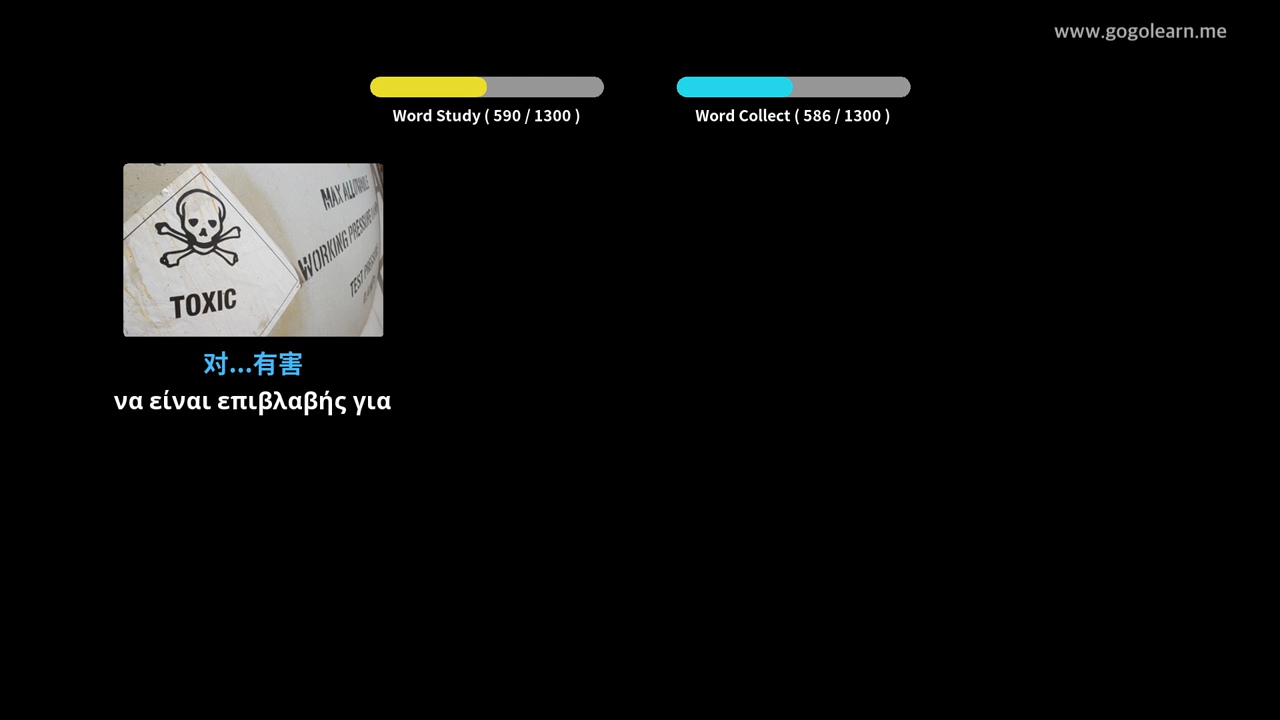 www.gogolearn.me
Word Study ( 590 / 1300 )
Word Collect ( 586 / 1300 )
MAX ALLOWABLE
WORKING PRESSURE
TEST
TOXIC
对...有害
να είναι επιβλαβής για